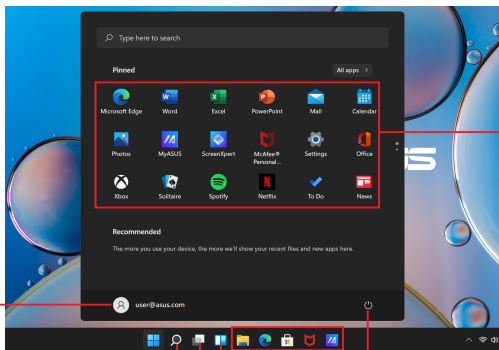 Type here to search
Pinned
All apps >
Microsoft Edge
Word
Excel
PowerPoint
Mail
Calendar
Photos
MyASUS
ScreenXpert
McAfee®
Personal...
Settings
Office
Xbox
Solitaire
Spotify
Netflix
To Do
News
Recommended
The more you use your device, the more we'll show your recent files and new apps here.
user@asus.com